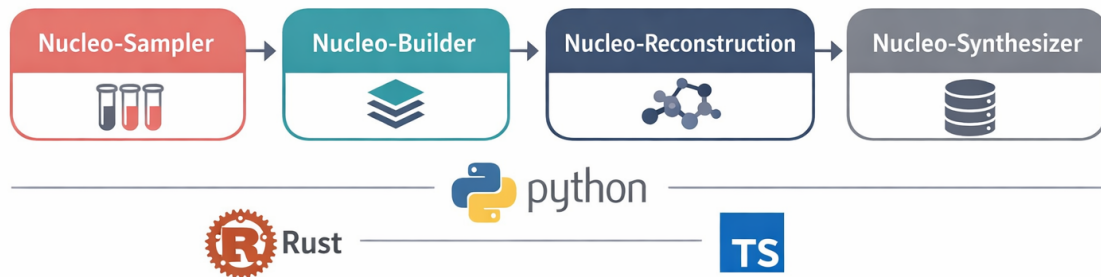 Nucleo-Sampler
Nucleo-Builder
Nucleo-Reconstruction
Nucleo-Synthesizer
python
R Rust
TS